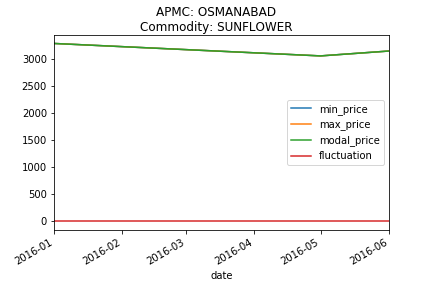 APMC: OSMANABAD
Commodity: SUNFLOWER
3000
2500
2000
1500
1000
500
0
min_price
max_price
modal_price
fluctuation
2016-01
2016-02
2016-03
2016-04
2016-05
2016-06
date